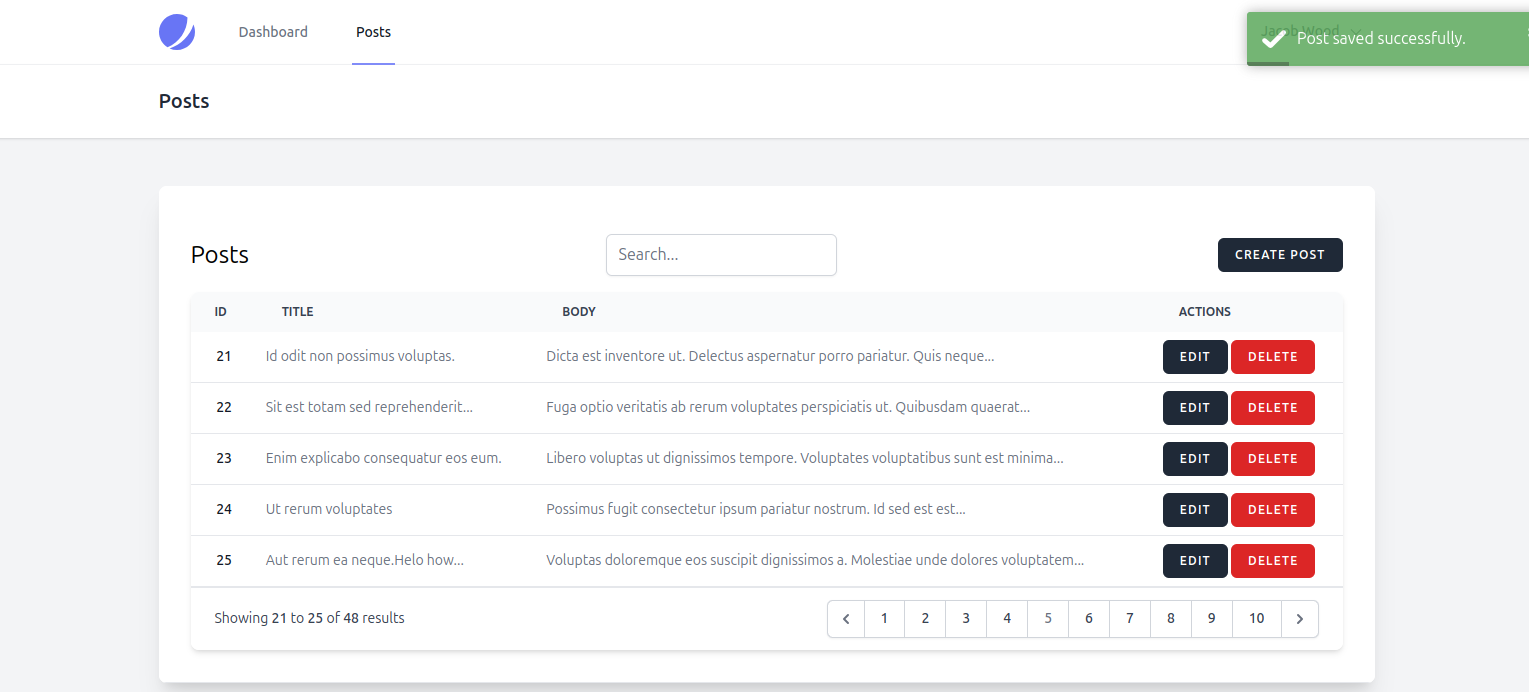 Dashboard Posts Jacob Wood
Post saved successfully.
Posts
Posts Search... CREATE POST
ID TITLE BODY ACTIONS
21 Id odit non possimus voluptas. Dicta est inventore ut. Delectus aspernatur porro pariatur. Quis neque... EDIT DELETE
22 Sit est totam sed reprehenderit... Fuga optio veritatis ab rerum voluptates perspiciatis ut. Quibusdam quaerat... EDIT DELETE
23 Enim explicabo consequatur eos eum. Libero voluptas ut dignissimos tempore. Voluptates voluptatibus sunt est minima... EDIT DELETE
24 Ut rerum voluptates Possimus fugit consectetur ipsum pariatur nostrum. Id sed est est... EDIT DELETE
25 Aut rerum ea neque.Helo how... Voluptas doloremque eos suscipit dignissimos a. Molestiae unde dolores voluptatem... EDIT DELETE
Showing 21 to 25 of 48 results 1 2 3 4 5 6 7 8 9 10